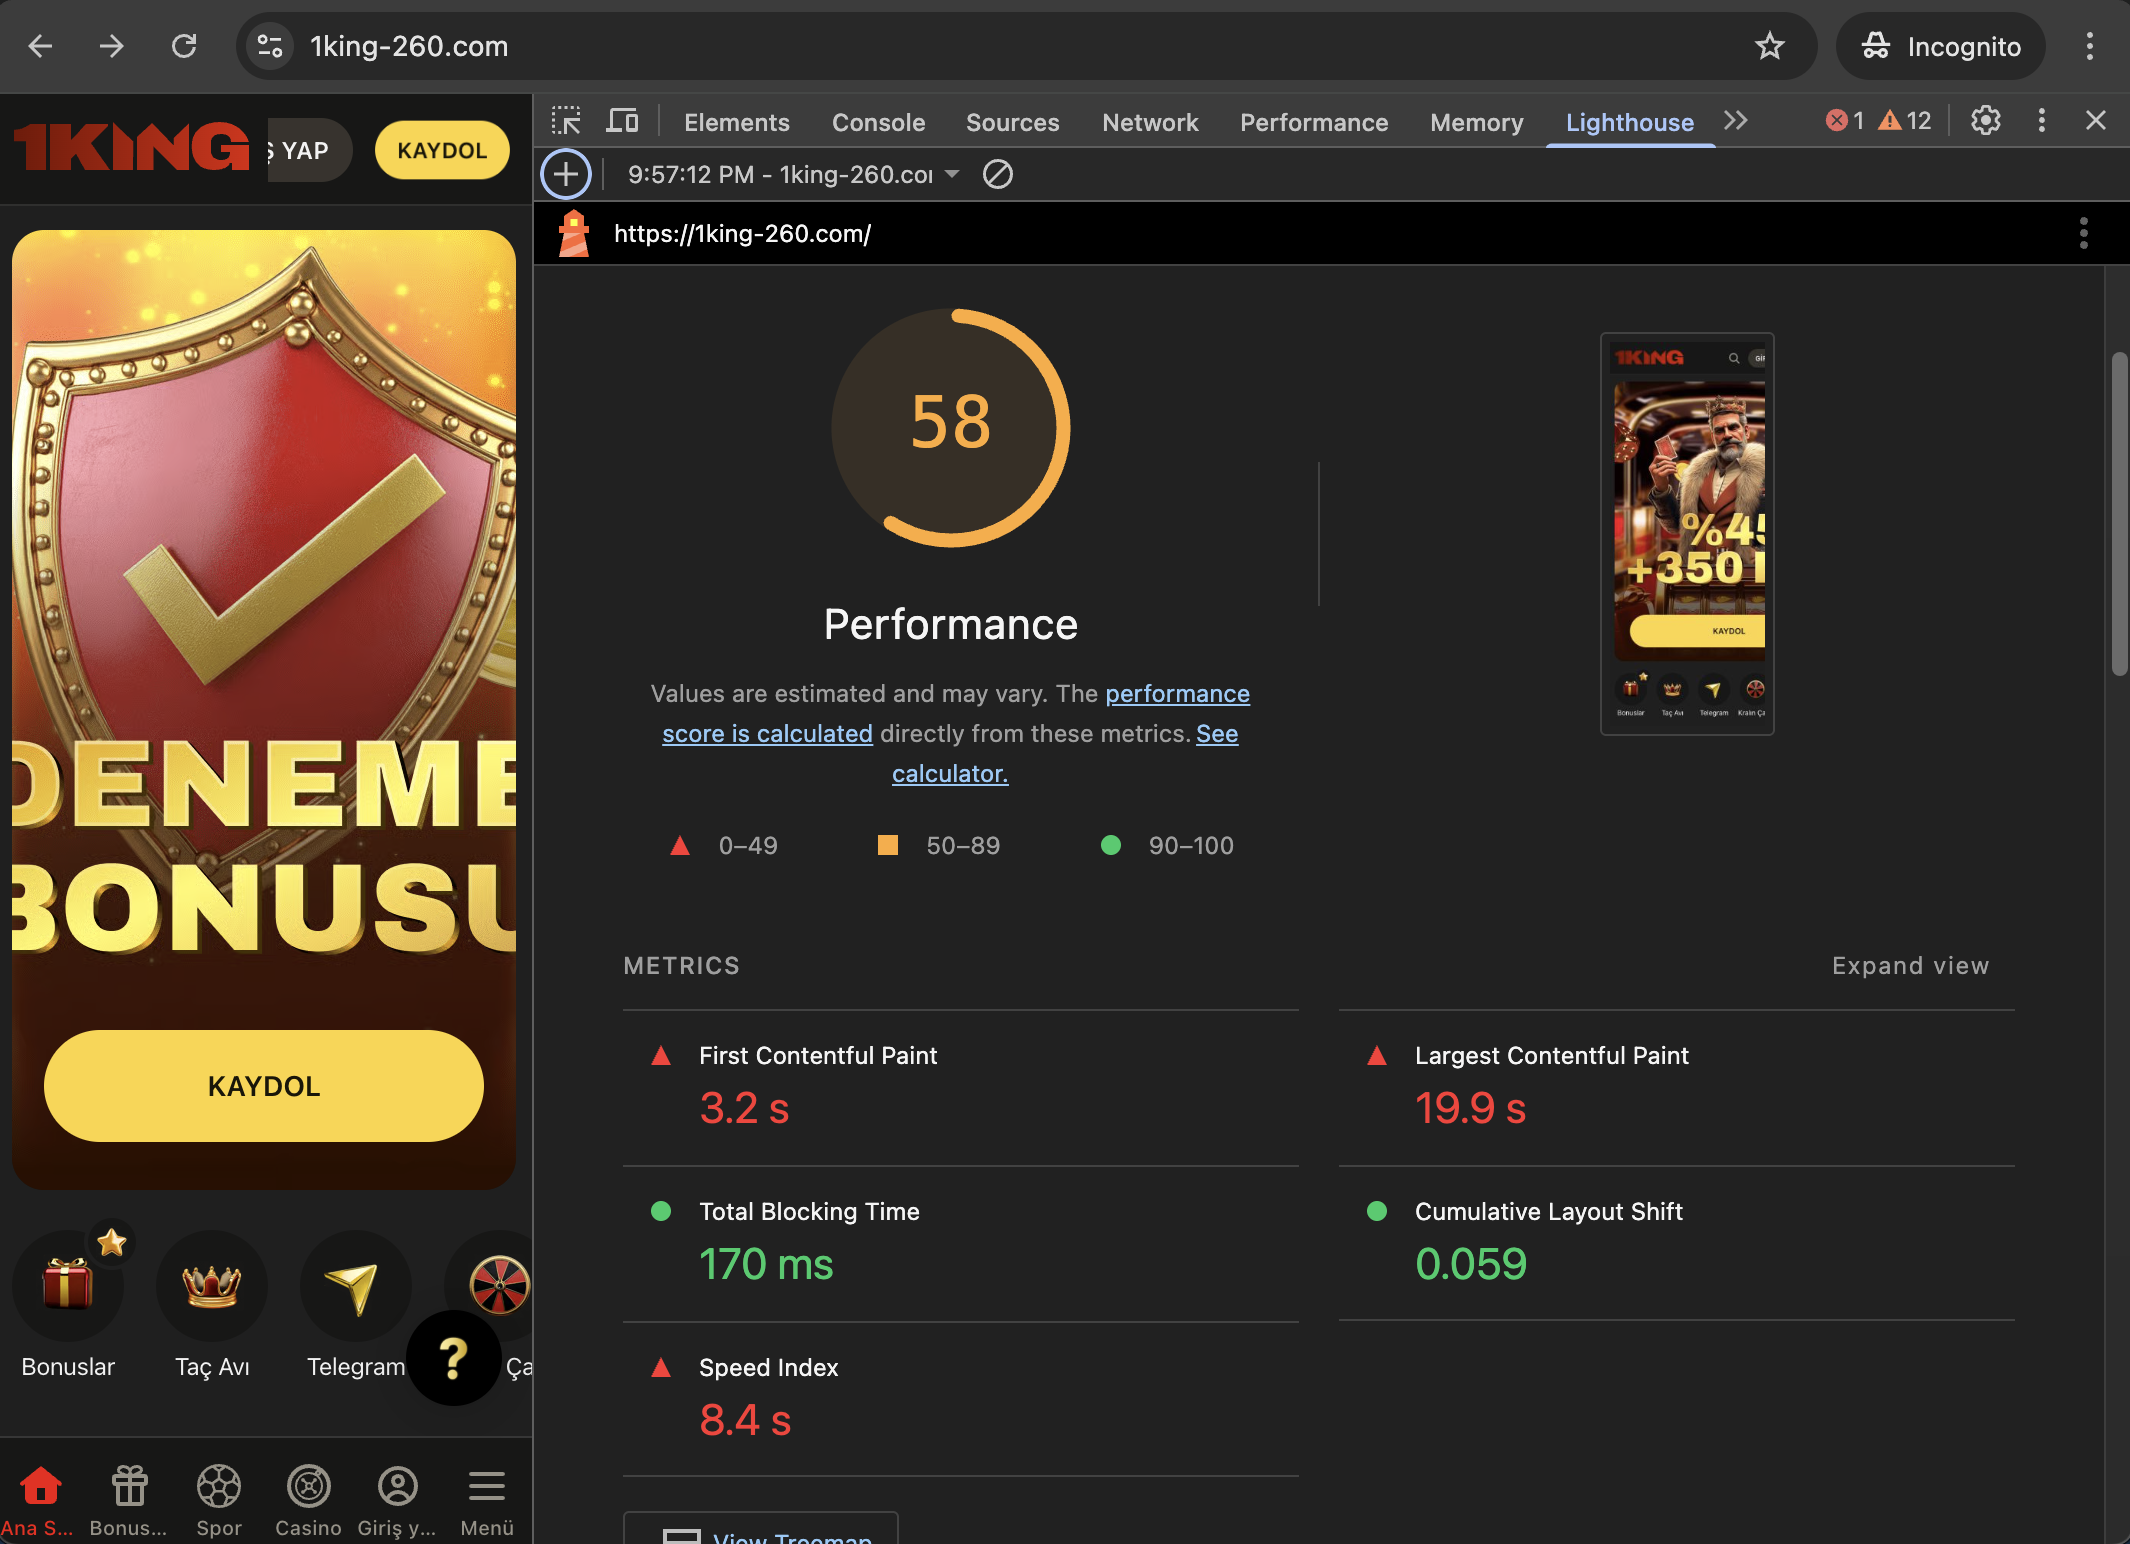 1king-260.com
Incognito
1KING
Ş YAP
KAYDOL
Elements
Console
Sources
Network
Performance
Memory
Lighthouse
1
12
9:57:12 PM - 1king-260.co
https://1king-260.com/
DENEME
BONUSU
KAYDOL
Bonuslar
Taç Avı
Telegram
?
Ça
Ana S...
Bonus...
Spor
Casino
Giriş y...
Menü
58
Performance
Values are estimated and may vary. The performance
score is calculated directly from these metrics. See
calculator.
0–49
50–89
90–100
1KING
Gİ
%45
+350
KAYDOL
Bonuslar
Taç Avı
Telegram
Kralın Ça
METRICS
Expand view
First Contentful Paint
3.2 s
Largest Contentful Paint
19.9 s
Total Blocking Time
170 ms
Cumulative Layout Shift
0.059
Speed Index
8.4 s
View Treemap